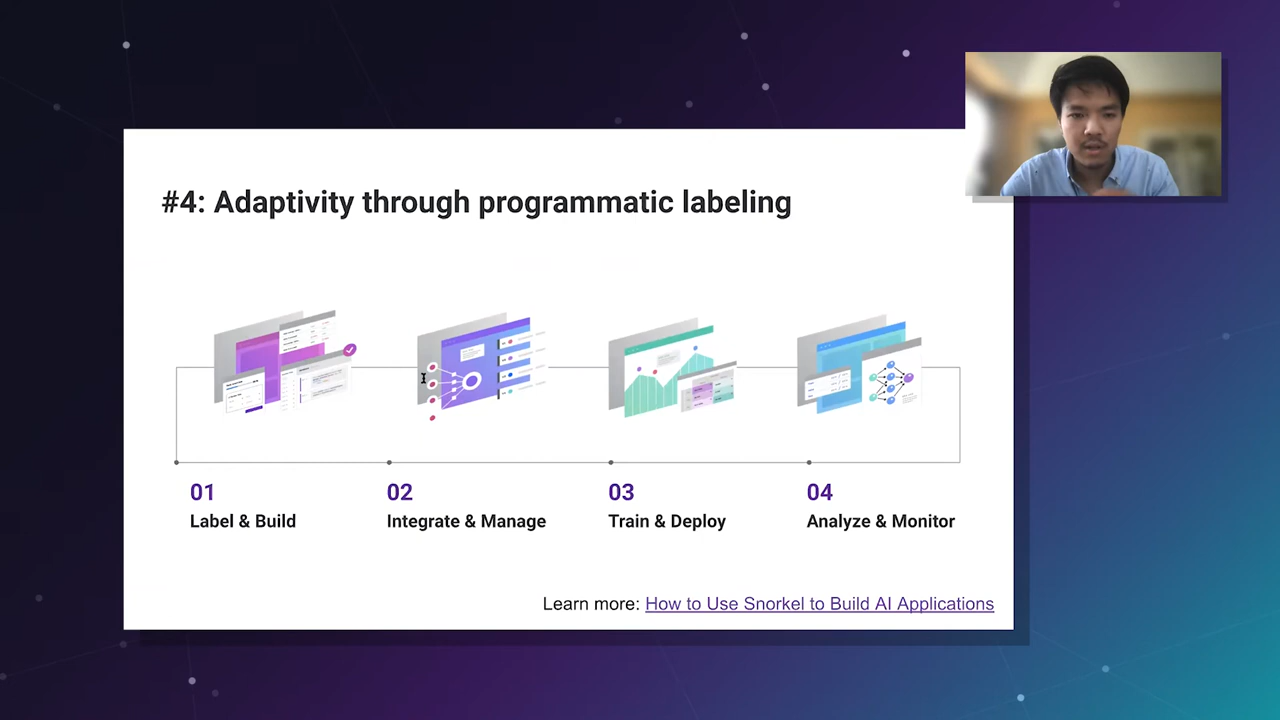 #4: Adaptivity through programmatic labeling
01
Label & Build
02
Integrate & Manage
03
Train & Deploy
04
Analyze & Monitor
Learn more: How to Use Snorkel to Build AI Applications